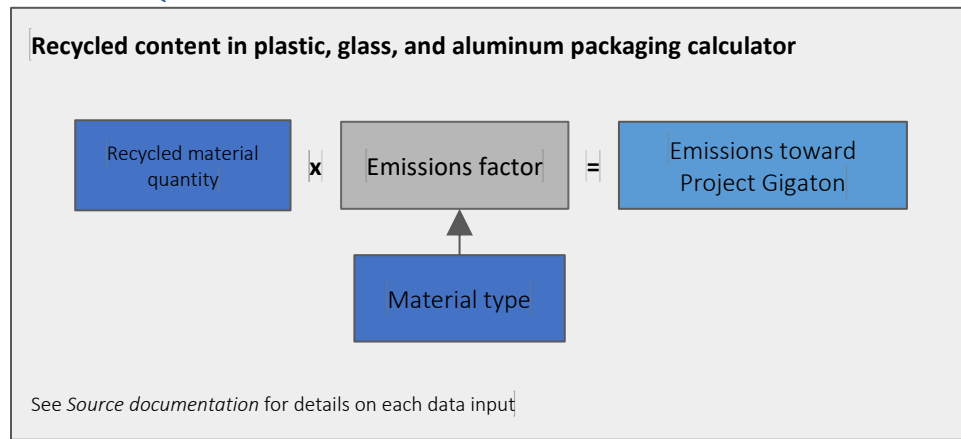 Recycled content in plastic, glass, and aluminum packaging calculator
Recycled material
quantity
x
Emissions factor
=
Emissions toward
Project Gigaton
Material type
See Source documentation for details on each data input